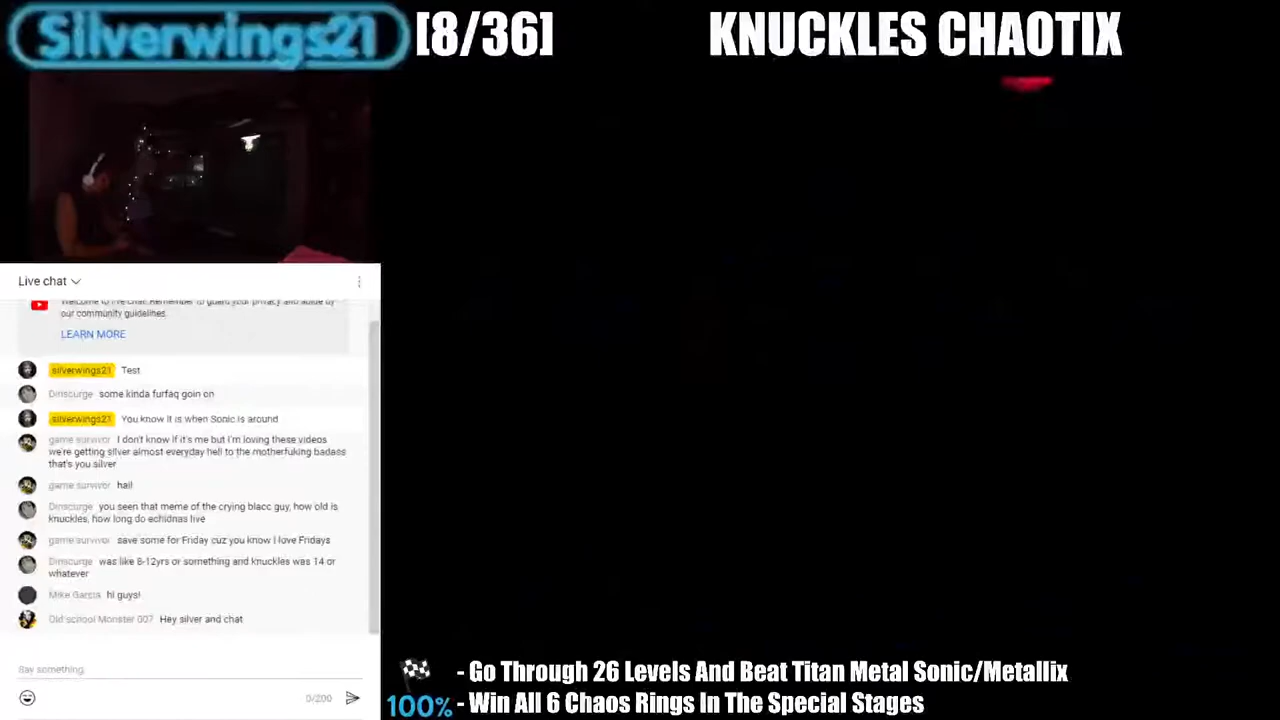 Silverwings21 [8/36] KNUCKLES CHAOTIX
Live chat
Welcome to live chat! Remember to guard your privacy and abide by
our community guidelines.
LEARN MORE
silverwings21 Test
Dinscurge some kinda furfaq goin on
silverwings21 You know it is when Sonic is around
game survivor I don't know if it's me but I'm loving these videos
we're getting silver almost everyday hell to the motherfuking badass
that's you silver
game survivor hail
Dinscurge you seen that meme of the crying blacc guy, how old is
knuckles, how long do echidnas live
game survivor save some for Friday cuz you know I love Fridays
Dinscurge was like 8-12yrs or something and knuckles was 14 or
whatever
Mike Garcia hi guys!
Old school Monster 007 Hey silver and chat
Say something
0/200
- Go Through 26 Levels And Beat Titan Metal Sonic/Metallix
100% - Win All 6 Chaos Rings In The Special Stages